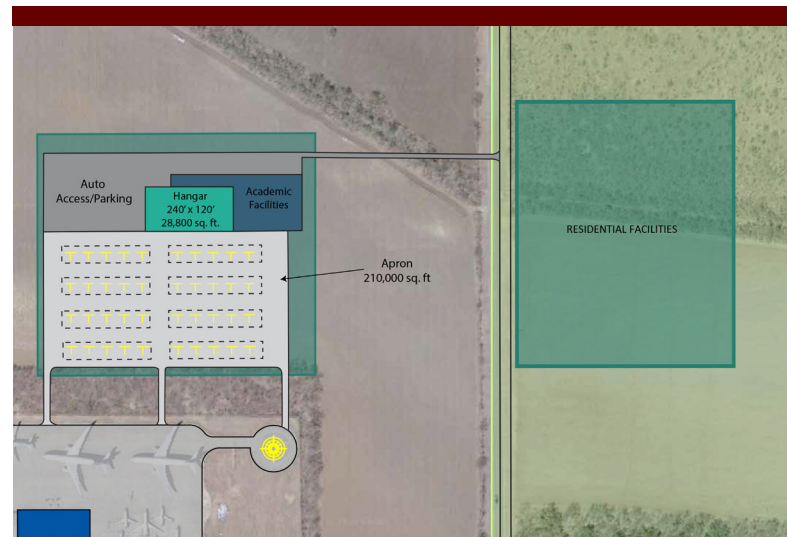 Auto
Access/Parking
Hangar
240' x 120'
28,800 sq. ft.
Academic
Facilities
Apron
210,000 sq. ft
RESIDENTIAL FACILITIES